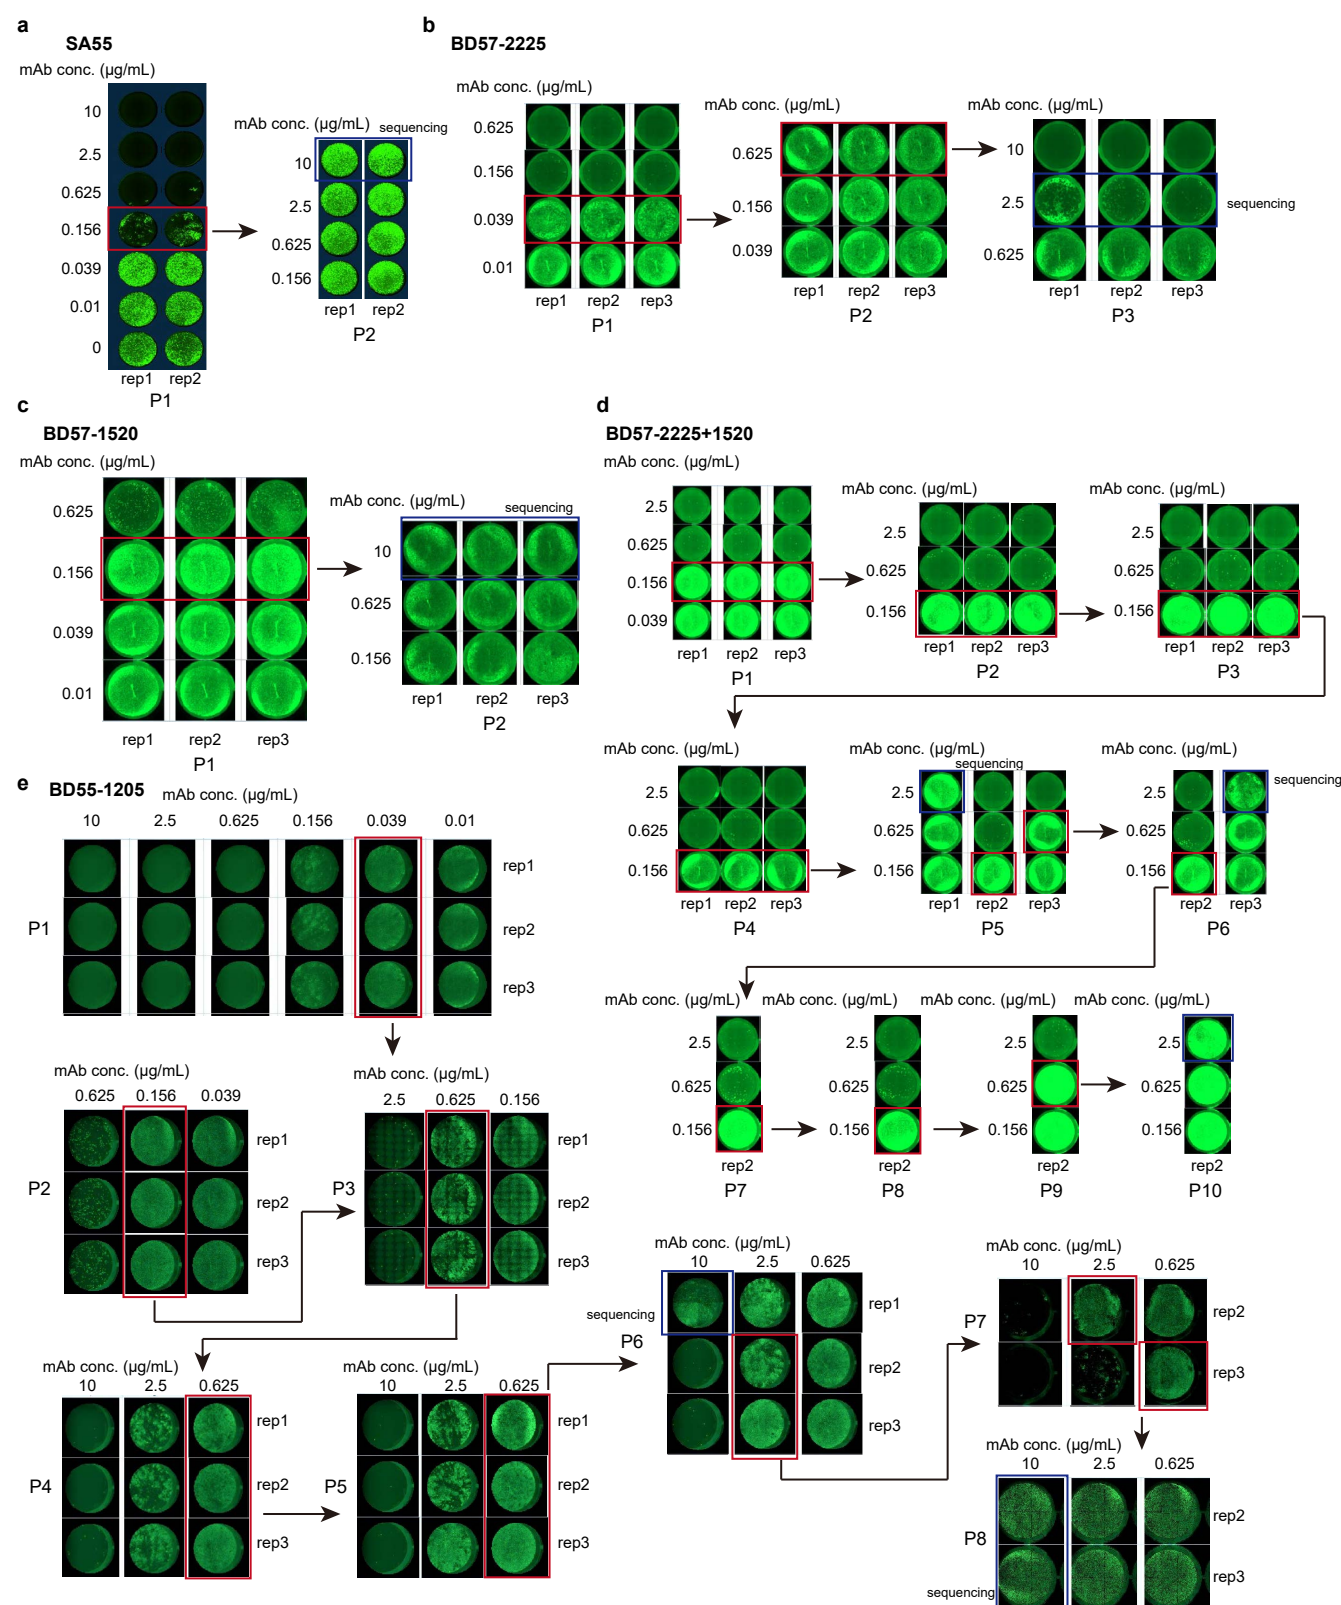 a
SA55
mAb conc. (µg/mL)
10
2.5
0.625
0.156
0.039
0.01
0
rep1 rep2
P1
mAb conc. (µg/mL) sequencing
10
2.5
0.625
0.156
rep1 rep2
P2
b
BD57-2225
mAb conc. (µg/mL)
0.625
0.156
0.039
0.01
rep1 rep2 rep3
P1
mAb conc. (µg/mL)
0.625
0.156
0.039
rep1 rep2 rep3
P2
mAb conc. (µg/mL)
10
2.5
0.625
sequencing
rep1 rep2 rep3
P3
c
BD57-1520
mAb conc. (µg/mL)
0.625
0.156
0.039
0.01
rep1 rep2 rep3
P1
mAb conc. (µg/mL)
sequencing
10
0.625
0.156
rep1 rep2 rep3
P2
d
BD57-2225+1520
mAb conc. (µg/mL)
2.5
0.625
0.156
0.039
rep1 rep2 rep3
P1
mAb conc. (µg/mL)
2.5
0.625
0.156
rep1 rep2 rep3
P2
mAb conc. (µg/mL)
2.5
0.625
0.156
rep1 rep2 rep3
P3
mAb conc. (µg/mL)
2.5
0.625
0.156
rep1 rep2 rep3
P4
mAb conc. (µg/mL)
sequencing
2.5
0.625
0.156
rep1 rep2 rep3
P5
mAb conc. (µg/mL)
2.5
0.625
0.156
sequencing
rep2 rep3
P6
mAb conc. (µg/mL)
2.5
0.625
0.156
rep2
P7
mAb conc. (µg/mL)
2.5
0.625
0.156
rep2
P8
mAb conc. (µg/mL)
2.5
0.625
0.156
rep2
P9
mAb conc. (µg/mL)
2.5
0.625
0.156
rep2
P10
e
BD55-1205
mAb conc. (µg/mL)
10 2.5 0.625 0.156 0.039 0.01
rep1
P1
rep2
rep3
mAb conc. (µg/mL)
0.625 0.156 0.039
rep1
P2
rep2
rep3
mAb conc. (µg/mL)
2.5 0.625 0.156
rep1
P3
rep2
rep3
mAb conc. (µg/mL)
10 2.5 0.625
rep1
P4
rep2
rep3
mAb conc. (µg/mL)
10 2.5 0.625
rep1
P5
rep2
rep3
mAb conc. (µg/mL)
10 2.5 0.625
sequencing
rep1
P6
rep2
rep3
mAb conc. (µg/mL)
10 2.5 0.625
P7
rep2
rep3
mAb conc. (µg/mL)
10 2.5 0.625
rep2
P8
rep3
sequencing